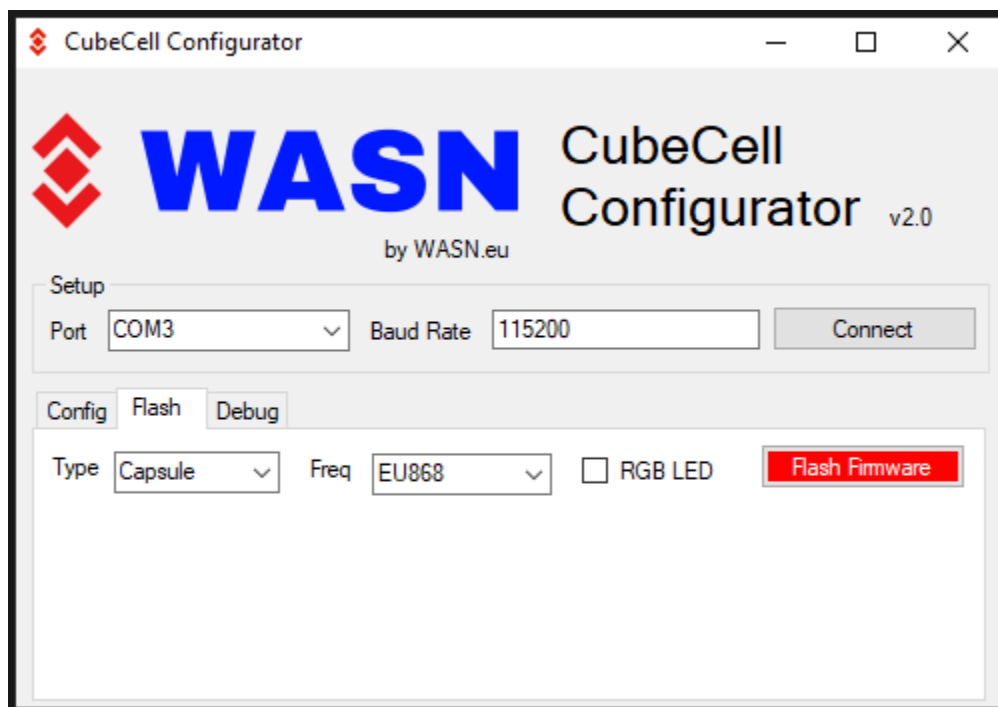 CubeCell Configurator
WASN
CubeCell
Configurator v2.0
by WASN.eu
Setup
Port COM3 Baud Rate 115200 Connect
Config Flash Debug
Type Capsule Freq EU868 RGB LED Flash Firmware